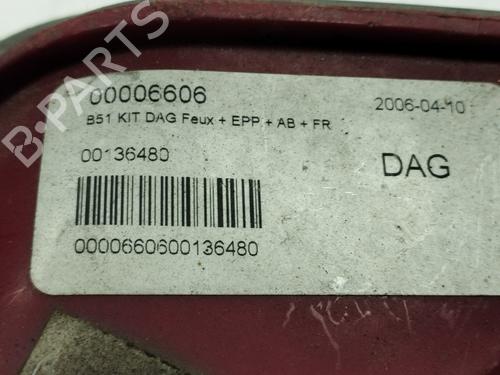 00006606
2006-04-10
B51 KIT DAG Feux + EPP + AB + FR
00136480
DAG
0000660600136480
B-PARTS